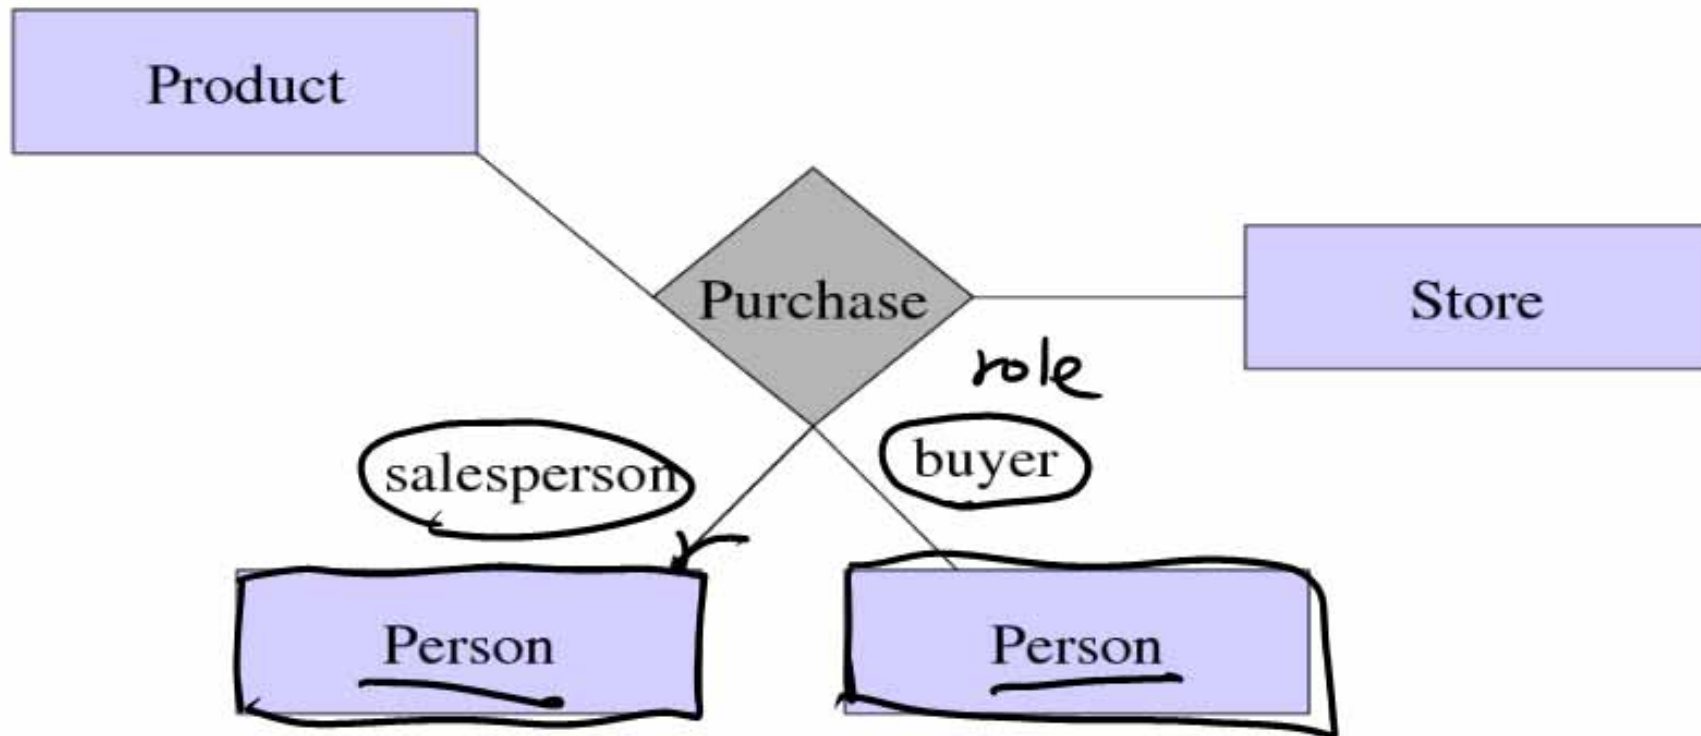 Product
Purchase
Store
role
salesperson
buyer
Person
Person